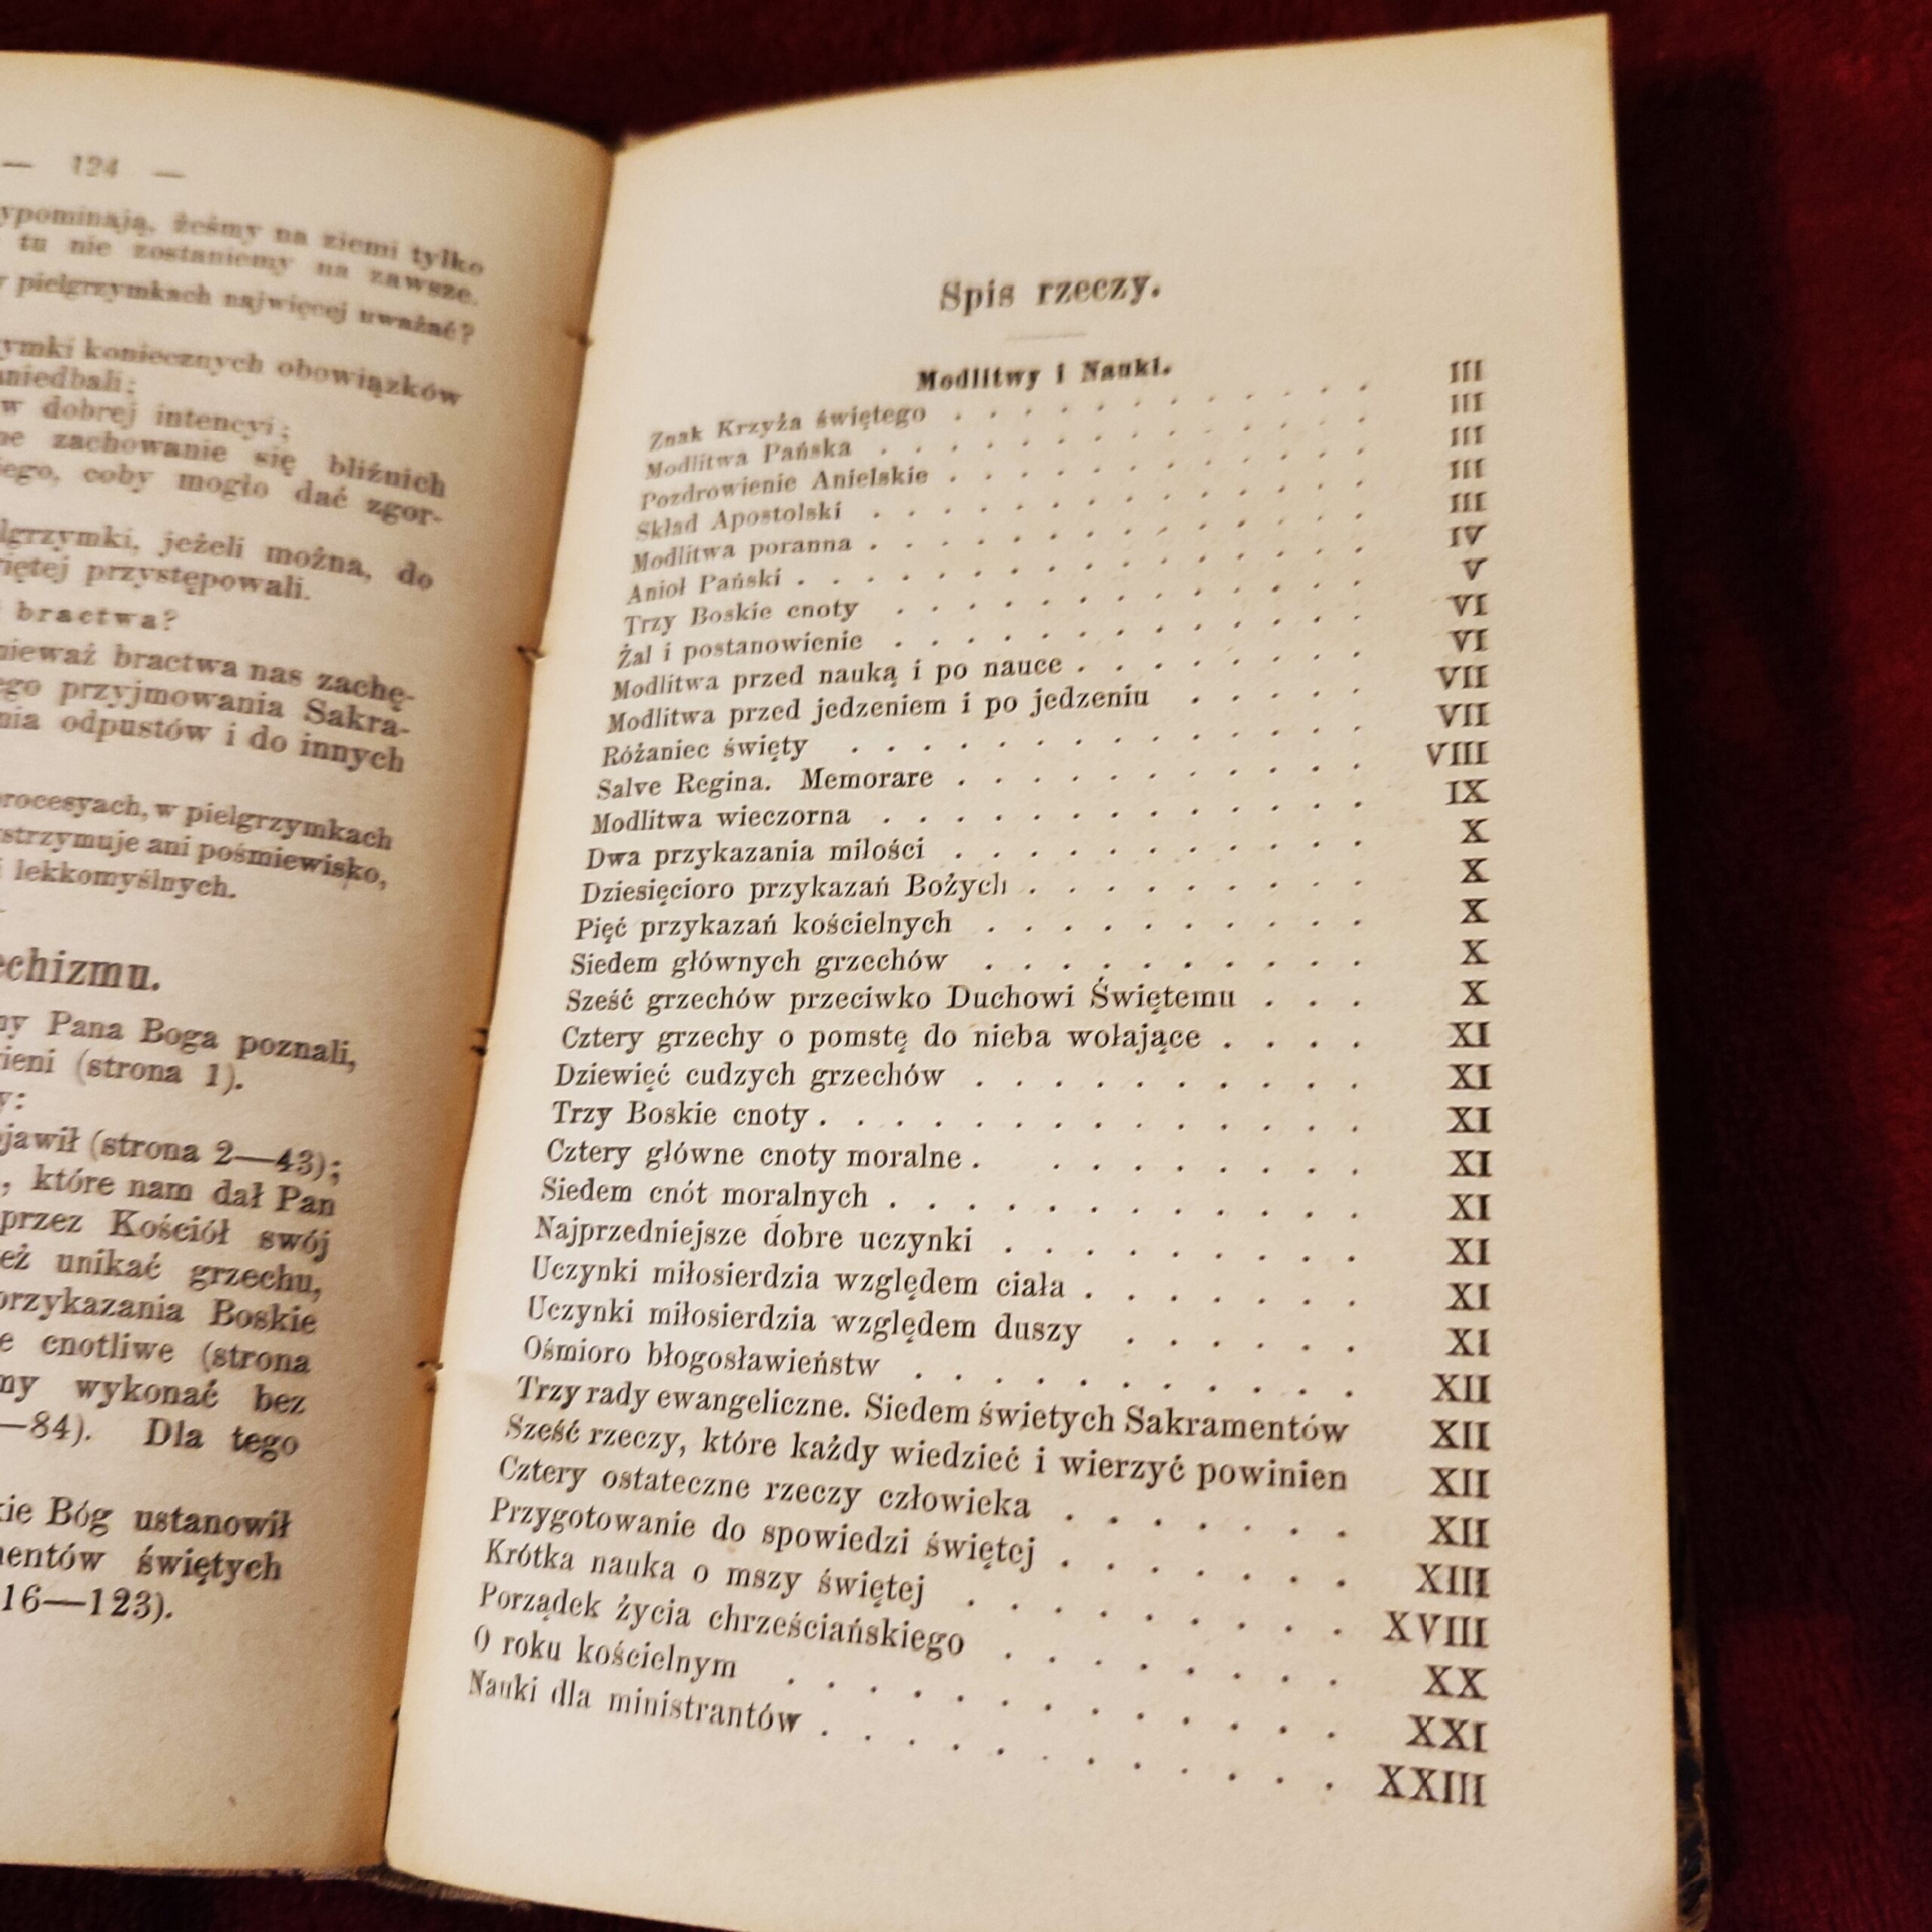 — 124 —
ypominają, żeśmy na ziemi tylko
tu nie zostaniemy na zawsze.
pielgrzymkach najwięcej uważać?
ymki koniecznych obowiązków
niedbali;
w dobrej intencyi;
ne zachowanie się bliźnich
iego, coby mogło dać zgor-
lgrzymki, jeżeli można, do
iętej przystępowali.
bractwa?
nieważ bractwa nas zachę-
ego przyjmowania Sakra-
nia odpustów i do innych
procesyach, w pielgrzymkach
strzymuje ani pośmiewisko,
i lekkomyślnych.
echizmu.
ny Pana Boga poznali,
ieni (strona 1).
y:
jawił (strona 2—43);
, które nam dał Pan
przez Kościół swój
eż unikać grzechu,
przykazania Boskie
e cnotliwe (strona
my wykonać bez
—84). Dla tego
kie Bóg ustanowił
nentów świętych
16—123).
Spis rzeczy.
Modlitwy i Nauki.
Znak Krzyża świętego . . . . . . . . . . . III
Modlitwa Pańska . . . . . . . . . . . . . III
Pozdrowienie Anielskie . . . . . . . . . . . III
Skład Apostolski . . . . . . . . . . . . . III
Modlitwa poranna . . . . . . . . . . . . . III
Anioł Pański . . . . . . . . . . . . . . . IV
Trzy Boskie cnoty . . . . . . . . . . . . V
Żal i postanowienie . . . . . . . . . . . . VI
Modlitwa przed nauką i po nauce . . . . . . . . VI
Modlitwa przed jedzeniem i po jedzeniu . . . . . VII
Różaniec święty . . . . . . . . . . . . . VII
Salve Regina. Memorare . . . . . . . . . . VIII
Modlitwa wieczorna . . . . . . . . . . . . IX
Dwa przykazania miłości . . . . . . . . . . X
Dziesięcioro przykazań Bożych . . . . . . . . . X
Pięć przykazań kościelnych . . . . . . . . . . X
Siedem głównych grzechów . . . . . . . . . . X
Sześć grzechów przeciwko Duchowi Świętemu . . . X
Cztery grzechy o pomstę do nieba wołające . . . . XI
Dziewięć cudzych grzechów . . . . . . . . . . XI
Trzy Boskie cnoty . . . . . . . . . . . . . . XI
Cztery główne cnoty moralne . . . . . . . . . XI
Siedem cnót moralnych . . . . . . . . . . . . XI
Najprzedniejsze dobre uczynki . . . . . . . . . XI
Uczynki miłosierdzia względem ciała . . . . . . . XI
Uczynki miłosierdzia względem duszy . . . . . . XI
Ośmioro błogosławieństw . . . . . . . . . . . XII
Trzy rady ewangeliczne. Siedem świetych Sakramentów XII
Sześć rzeczy, które każdy wiedzieć i wierzyć powinien XII
Cztery ostateczne rzeczy człowieka . . . . . . . XII
Przygotowanie do spowiedzi świętej . . . . . . . XIII
Krótka nauka o mszy świętej . . . . . . . . . XVIII
Porządek życia chrześciańskiego . . . . . . . . XX
O roku kościelnym . . . . . . . . . . . . . XXI
Nauki dla ministrantów . . . . . . . . . . . . XXIII